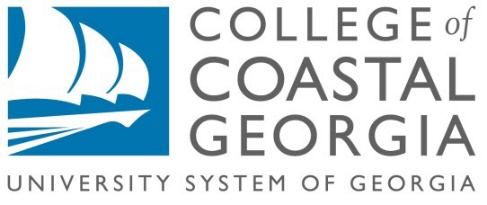 COLLEGE of
COASTAL
GEORGIA
UNIVERSITY SYSTEM OF GEORGIA